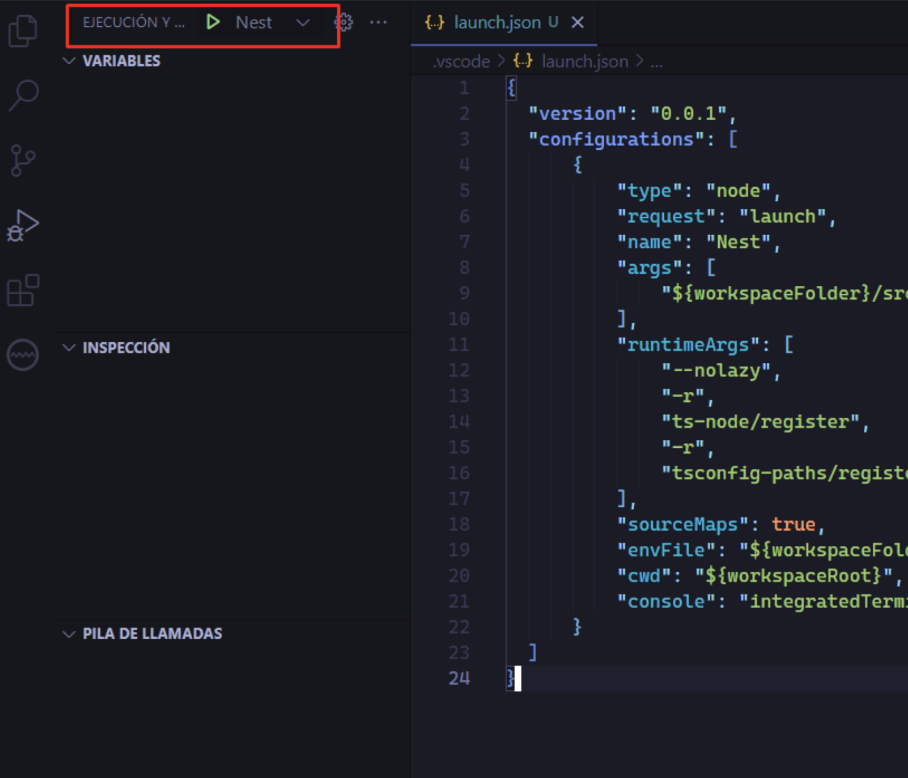 EJECUCIÓN Y ... Nest ...
VARIABLES
INSPECCIÓN
PILA DE LLAMADAS
{..} launch.json U ×
.vscode > {..} launch.json > ...
1 {
2 "version": "0.0.1",
3 "configurations": [
4 {
5 "type": "node",
6 "request": "launch",
7 "name": "Nest",
8 "args": [
9 "${workspaceFolder}/src
10 ],
11 "runtimeArgs": [
12 "--nolazy",
13 "-r",
14 "ts-node/register",
15 "-r",
16 "tsconfig-paths/registe
17 ],
18 "sourceMaps": true,
19 "envFile": "${workspaceFol
20 "cwd": "${workspaceRoot}",
21 "console": "integratedTermi
22 }
23 ]
24 }